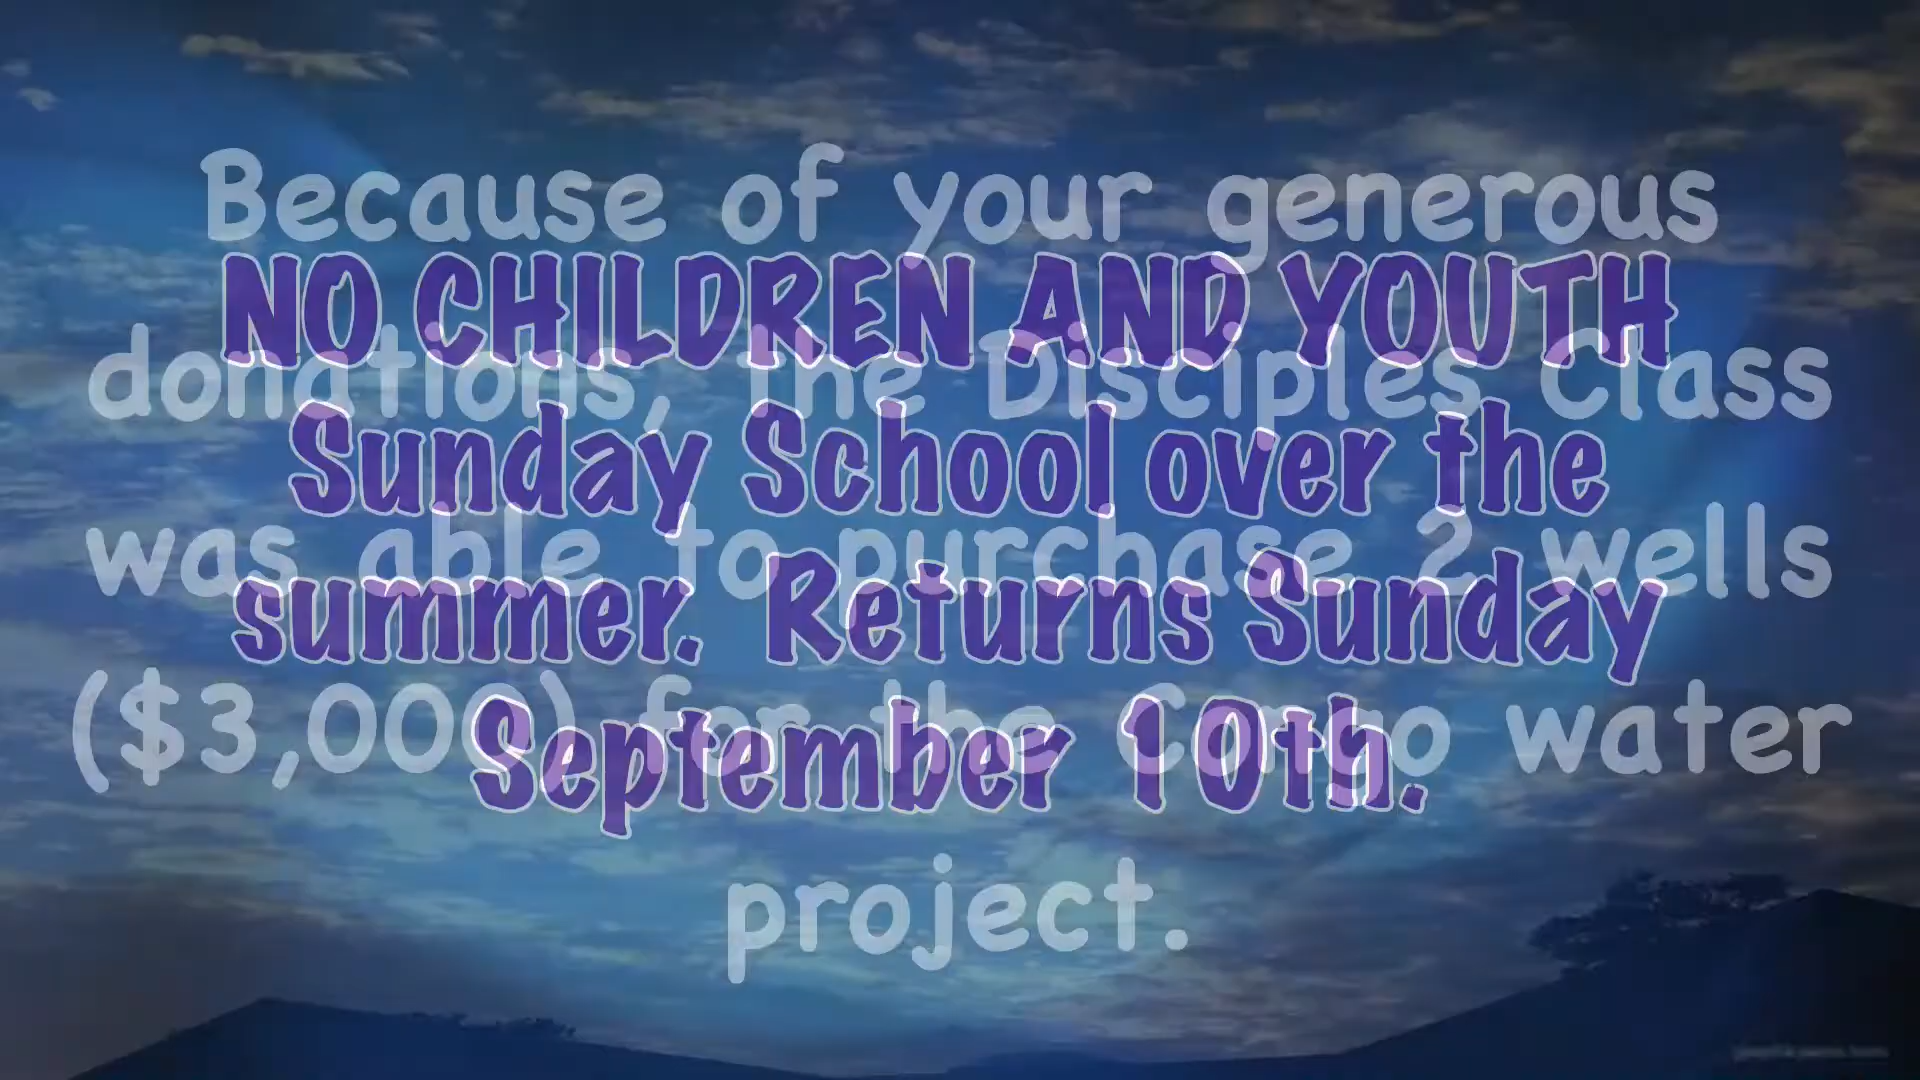 Because of your generous
donations, the Disciples Class
was able to purchase 2 wells
($3,000) for the Congo water
project.
NO CHILDREN AND YOUTH
Sunday School over the
summer. Returns Sunday
September 10th.